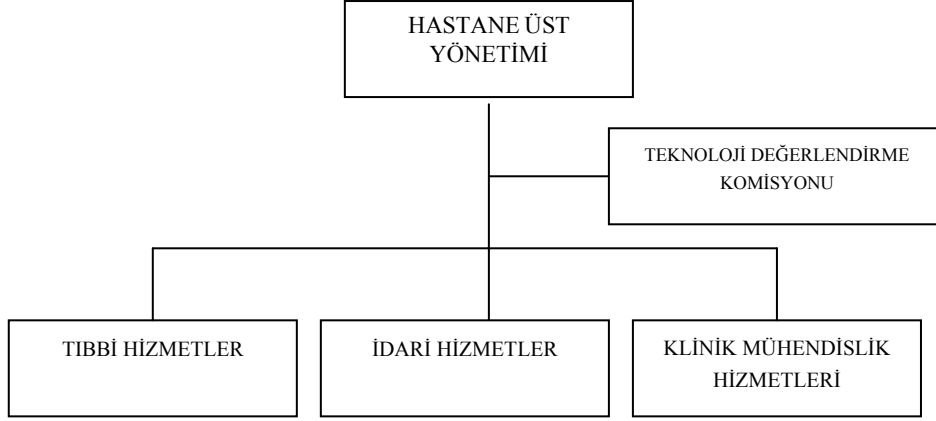 HASTANE ÜST
YÖNETİMİ
TEKNOLOJİ DEĞERLENDİRME
KOMİSYONU
TIBBİ HİZMETLER
İDARİ HİZMETLER
KLİNİK MÜHENDİSLİK
HİZMETLERİ